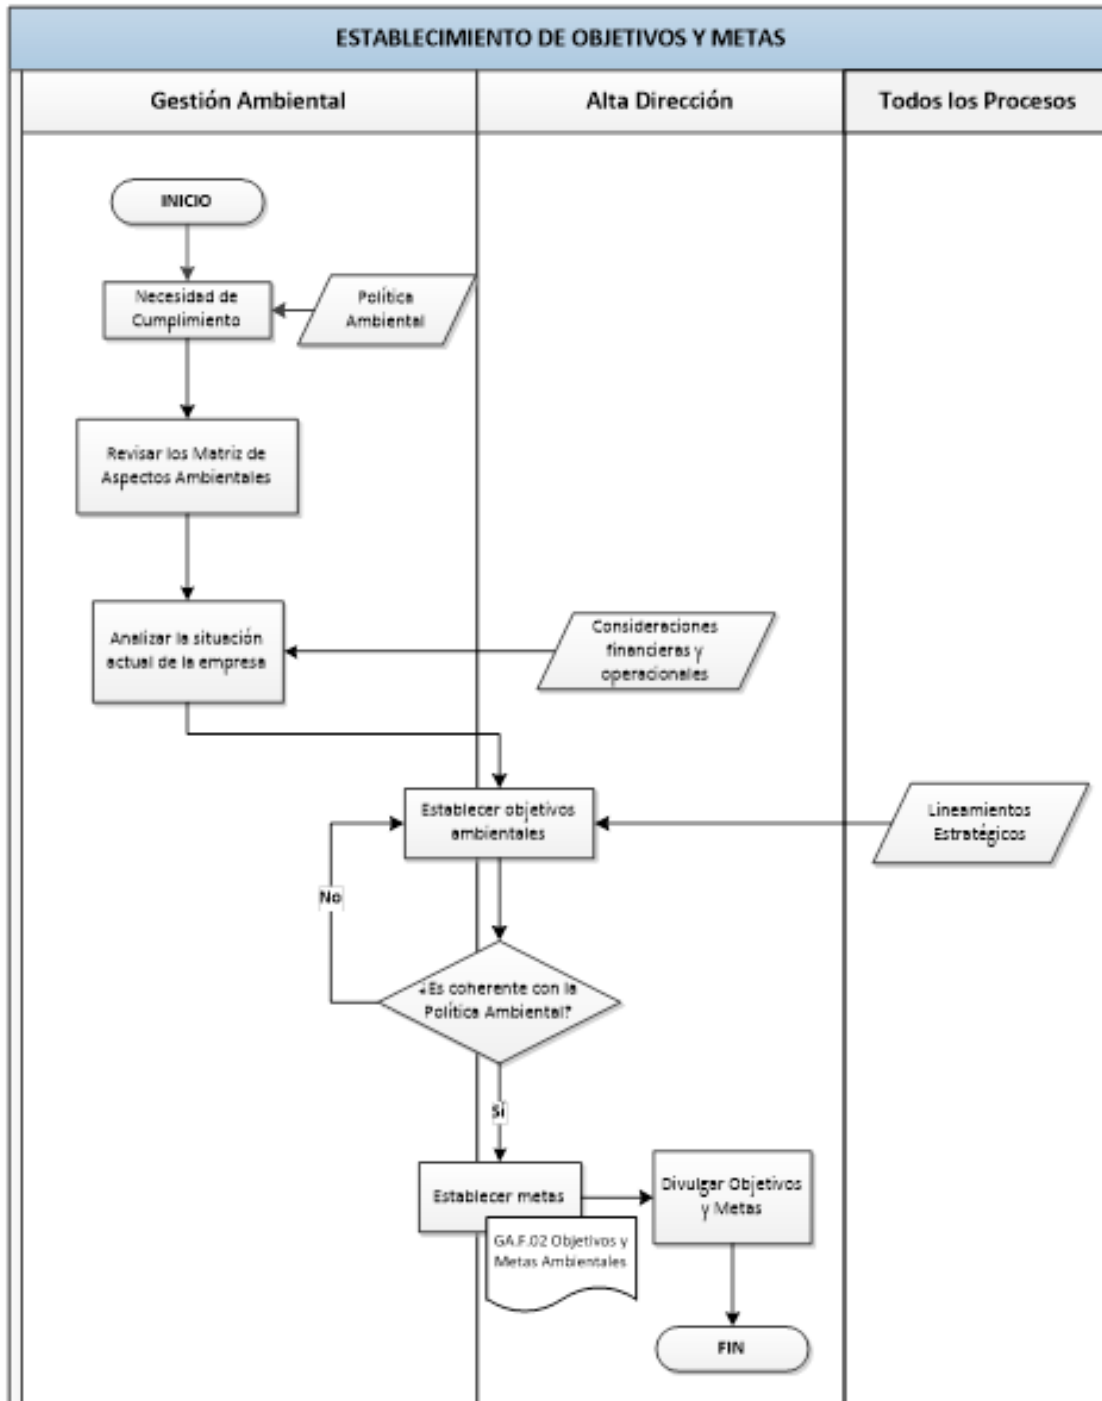 ESTABLECIMIENTO DE OBJETIVOS Y METAS
Gestión Ambiental
Alta Dirección
Todos los Procesos
INICIO
Necesidad de
Cumplimiento
Política
Ambiental
Revisar los Matriz de
Aspectos Ambientales
Analizar la situación
actual de la empresa
Consideraciones
financieras y
operacionales
Establecer objetivos
ambientales
Lineamientos
Estratégicos
No
¿Es coherente con la
Política Ambiental?
Sí
Establecer metas
Divulgar Objetivos
y Metas
GA.F.02 Objetivos y
Metas Ambientales
FIN